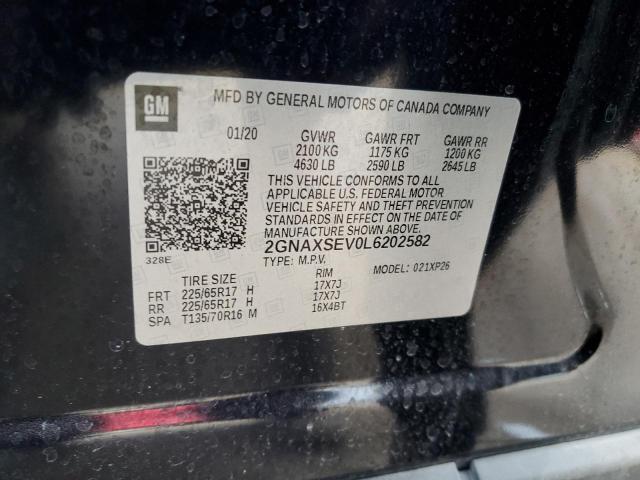 GM
MFD BY GENERAL MOTORS OF CANADA COMPANY
01/20 GVWR GAWR FRT GAWR RR
2100 KG 1175 KG 1200 KG
4630 LB 2590 LB 2645 LB
THIS VEHICLE CONFORMS TO ALL
APPLICABLE U.S. FEDERAL MOTOR
VEHICLE SAFETY AND THEFT PREVENTION
STANDARDS IN EFFECT ON THE DATE OF
MANUFACTURE SHOWN ABOVE.
328E 2GNAXSEV0L6202582
TYPE: M.P.V. MODEL: 021XP26
TIRE SIZE RIM
FRT 225/65R17 H 17X7J
RR 225/65R17 H 17X7J
SPA T135/70R16 M 16X4BT